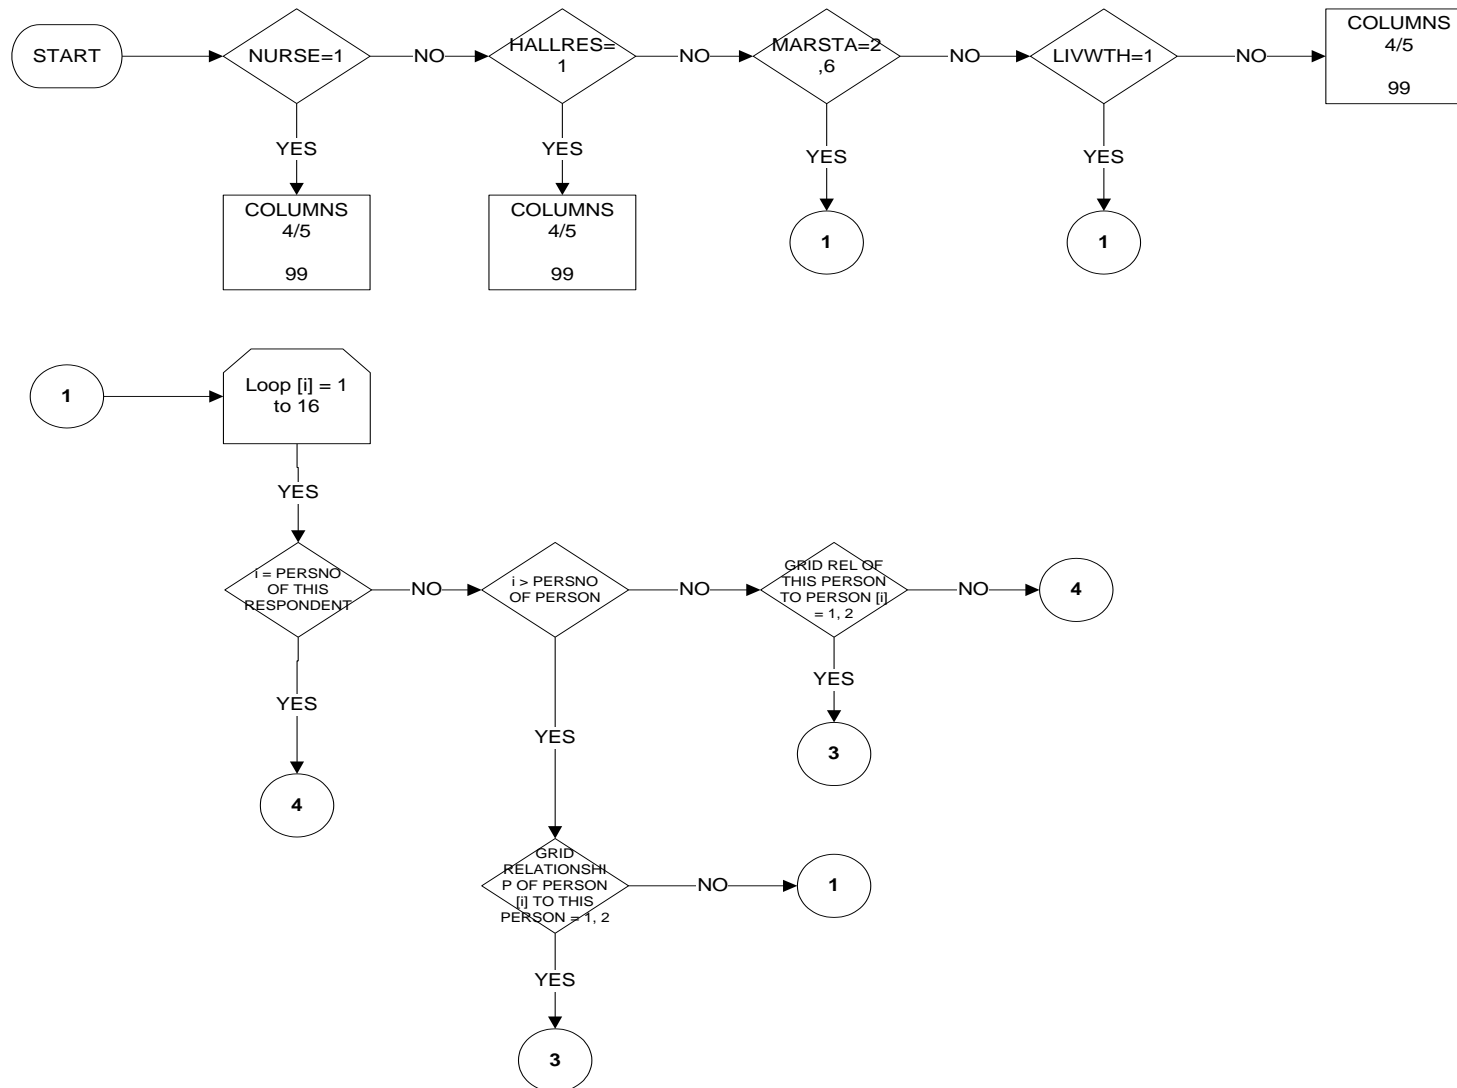 START
NURSE=1
NO
HALLRES=
1
NO
MARSTA=2
,6
NO
LIVWTH=1
NO
COLUMNS
4/5
99
YES
YES
YES
YES
COLUMNS
4/5
99
COLUMNS
4/5
99
1
1
1
Loop [i] = 1
to 16
YES
i = PERSNO
OF THIS
RESPONDENT
NO
i > PERSNO
OF PERSON
NO
GRID REL OF
THIS PERSON
TO PERSON [i]
= 1, 2
NO
4
YES
YES
YES
3
4
GRID
RELATIONSHI
P OF PERSON
[i] TO THIS
PERSON = 1, 2
NO
1
YES
3